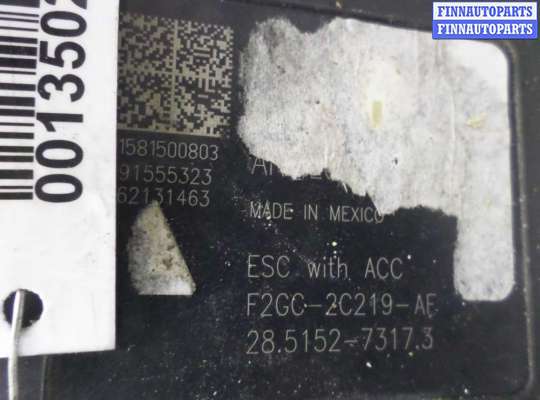 FINNAUTOPARTS
FINNAUTOPARTS
001350
1581500803
91555323
62131463
MADE IN MEXICO
ESC with ACC
F2GC-2C219-AE
28.5152-7317.3